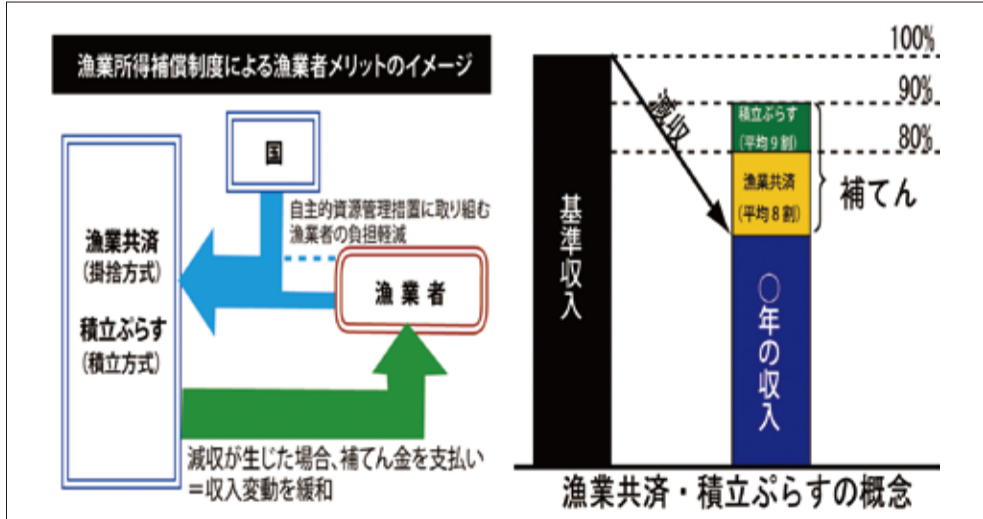 漁業所得補償制度による漁業者メリットのイメージ
国
自主的資源管理措置に取り組む
漁業者の負担軽減
漁業共済
(掛捨方式)
積立ぷらす
(積立方式)
漁業者
減収が生じた場合、補てん金を支払い
＝収入変動を緩和
100%
90%
80%
減収
積立ぷらす
(平均9割)
漁業共済
(平均8割)
補てん
基準収入
○年の収入
漁業共済・積立ぷらすの概念